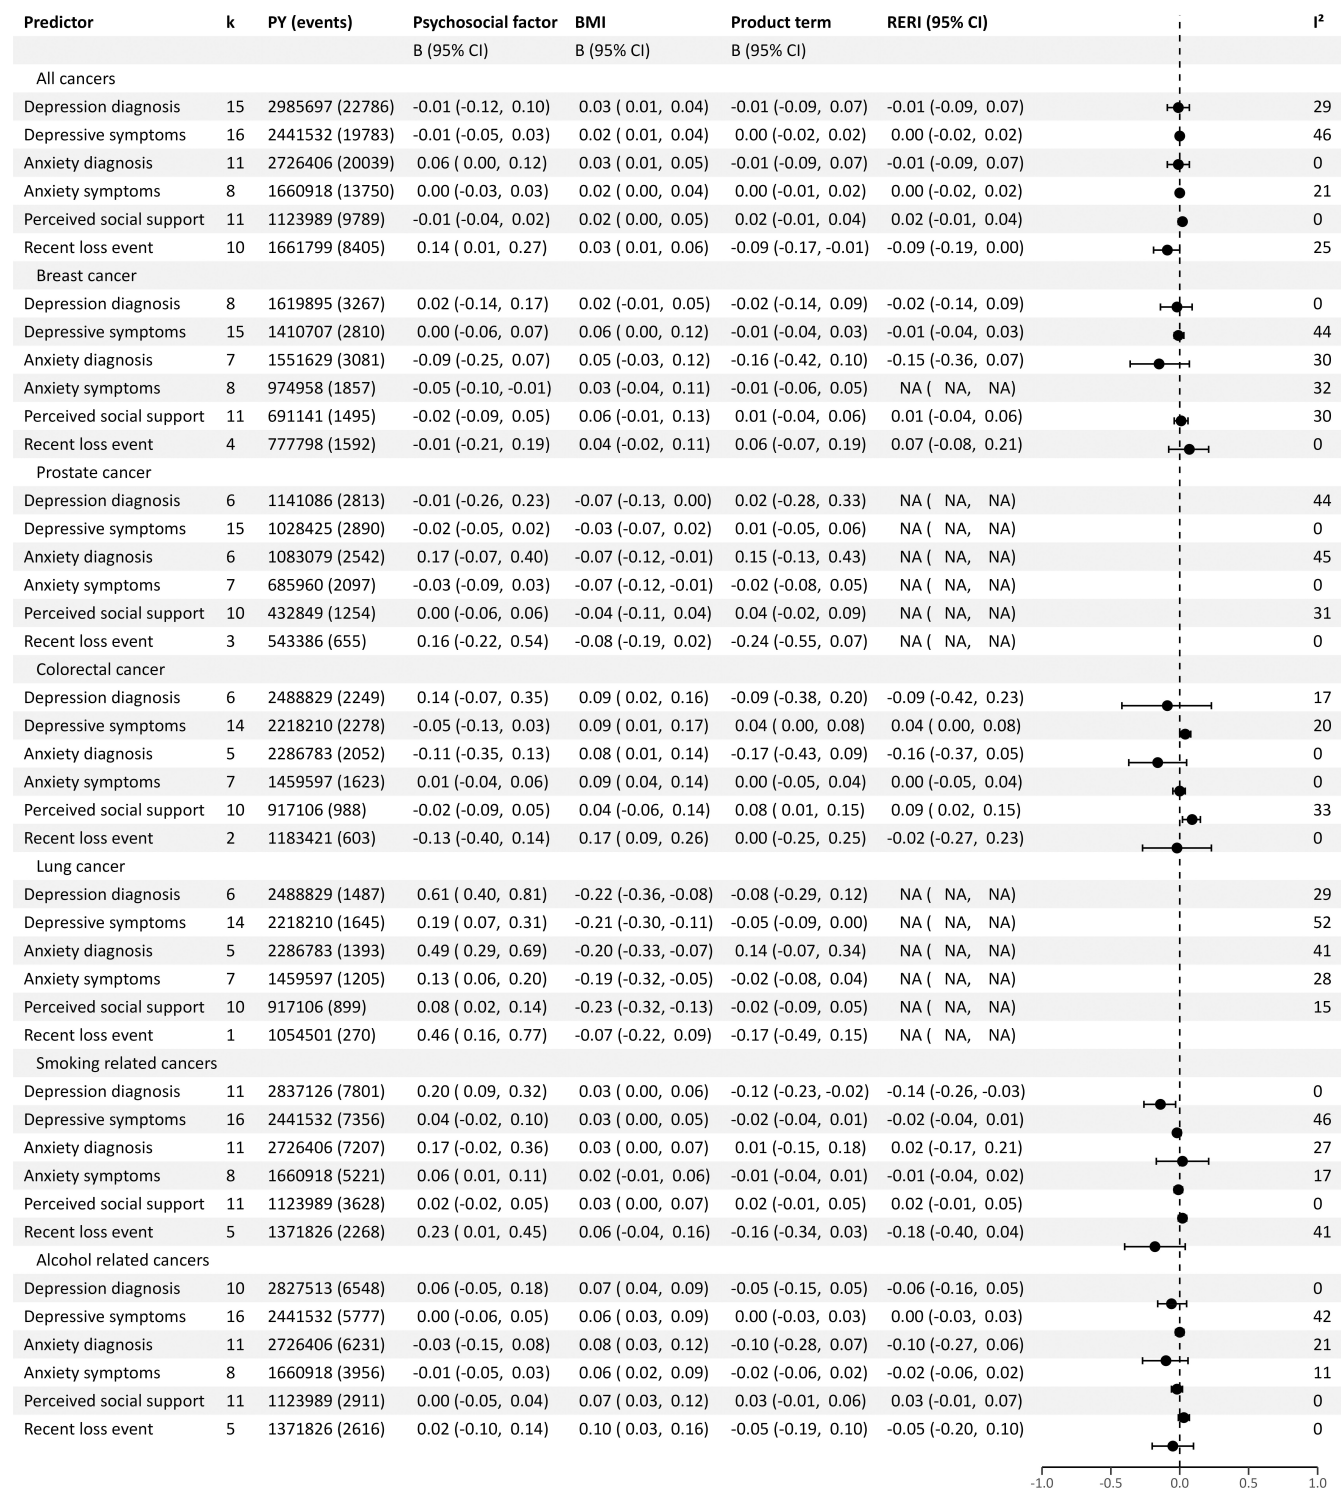 Predictor k PY (events) Psychosocial factor BMI Product term RERI (95% CI) I²
B (95% CI) B (95% CI) B (95% CI)
All cancers
Depression diagnosis 15 2985697 (22786) -0.01 (-0.12, 0.10) 0.03 ( 0.01, 0.04) -0.01 (-0.09, 0.07) -0.01 (-0.09, 0.07) 29
Depressive symptoms 16 2441532 (19783) -0.01 (-0.05, 0.03) 0.02 ( 0.01, 0.04) 0.00 (-0.02, 0.02) 0.00 (-0.02, 0.02) 46
Anxiety diagnosis 11 2726406 (20039) 0.06 ( 0.00, 0.12) 0.03 ( 0.01, 0.05) -0.01 (-0.09, 0.07) -0.01 (-0.09, 0.07) 0
Anxiety symptoms 8 1660918 (13750) 0.00 (-0.03, 0.03) 0.02 ( 0.00, 0.04) 0.00 (-0.01, 0.02) 0.00 (-0.02, 0.02) 21
Perceived social support 11 1123989 (9789) -0.01 (-0.04, 0.02) 0.02 ( 0.00, 0.05) 0.02 (-0.01, 0.04) 0.02 (-0.01, 0.04) 0
Recent loss event 10 1661799 (8405) 0.14 ( 0.01, 0.27) 0.03 ( 0.01, 0.06) -0.09 (-0.17, -0.01) -0.09 (-0.19, 0.00) 25
Breast cancer
Depression diagnosis 8 1619895 (3267) 0.02 (-0.14, 0.17) 0.02 (-0.01, 0.05) -0.02 (-0.14, 0.09) -0.02 (-0.14, 0.09) 0
Depressive symptoms 15 1410707 (2810) 0.00 (-0.06, 0.07) 0.06 ( 0.00, 0.12) -0.01 (-0.04, 0.03) -0.01 (-0.04, 0.03) 44
Anxiety diagnosis 7 1551629 (3081) -0.09 (-0.25, 0.07) 0.05 (-0.03, 0.12) -0.16 (-0.42, 0.10) -0.15 (-0.36, 0.07) 30
Anxiety symptoms 8 974958 (1857) -0.05 (-0.10, -0.01) 0.03 (-0.04, 0.11) -0.01 (-0.06, 0.05) NA ( NA, NA) 32
Perceived social support 11 691141 (1495) -0.02 (-0.09, 0.05) 0.06 (-0.01, 0.13) 0.01 (-0.04, 0.06) 0.01 (-0.04, 0.06) 30
Recent loss event 4 777798 (1592) -0.01 (-0.21, 0.19) 0.04 (-0.02, 0.11) 0.06 (-0.07, 0.19) 0.07 (-0.08, 0.21) 0
Prostate cancer
Depression diagnosis 6 1141086 (2813) -0.01 (-0.26, 0.23) -0.07 (-0.13, 0.00) 0.02 (-0.28, 0.33) NA ( NA, NA) 44
Depressive symptoms 15 1028425 (2890) -0.02 (-0.05, 0.02) -0.03 (-0.07, 0.02) 0.01 (-0.05, 0.06) NA ( NA, NA) 0
Anxiety diagnosis 6 1083079 (2542) 0.17 (-0.07, 0.40) -0.07 (-0.12, -0.01) 0.15 (-0.13, 0.43) NA ( NA, NA) 45
Anxiety symptoms 7 685960 (2097) -0.03 (-0.09, 0.03) -0.07 (-0.12, -0.01) -0.02 (-0.08, 0.05) NA ( NA, NA) 0
Perceived social support 10 432849 (1254) 0.00 (-0.06, 0.06) -0.04 (-0.11, 0.04) 0.04 (-0.02, 0.09) NA ( NA, NA) 31
Recent loss event 3 543386 (655) 0.16 (-0.22, 0.54) -0.08 (-0.19, 0.02) -0.24 (-0.55, 0.07) NA ( NA, NA) 0
Colorectal cancer
Depression diagnosis 6 2488829 (2249) 0.14 (-0.07, 0.35) 0.09 ( 0.02, 0.16) -0.09 (-0.38, 0.20) -0.09 (-0.42, 0.23) 17
Depressive symptoms 14 2218210 (2278) -0.05 (-0.13, 0.03) 0.09 ( 0.01, 0.17) 0.04 ( 0.00, 0.08) 0.04 ( 0.00, 0.08) 20
Anxiety diagnosis 5 2286783 (2052) -0.11 (-0.35, 0.13) 0.08 ( 0.01, 0.14) -0.17 (-0.43, 0.09) -0.16 (-0.37, 0.05) 0
Anxiety symptoms 7 1459597 (1623) 0.01 (-0.04, 0.06) 0.09 ( 0.04, 0.14) 0.00 (-0.05, 0.04) 0.00 (-0.05, 0.04) 0
Perceived social support 10 917106 (988) -0.02 (-0.09, 0.05) 0.04 (-0.06, 0.14) 0.08 ( 0.01, 0.15) 0.09 ( 0.02, 0.15) 33
Recent loss event 2 1183421 (603) -0.13 (-0.40, 0.14) 0.17 ( 0.09, 0.26) 0.00 (-0.25, 0.25) -0.02 (-0.27, 0.23) 0
Lung cancer
Depression diagnosis 6 2488829 (1487) 0.61 ( 0.40, 0.81) -0.22 (-0.36, -0.08) -0.08 (-0.29, 0.12) NA ( NA, NA) 29
Depressive symptoms 14 2218210 (1645) 0.19 ( 0.07, 0.31) -0.21 (-0.30, -0.11) -0.05 (-0.09, 0.00) NA ( NA, NA) 52
Anxiety diagnosis 5 2286783 (1393) 0.49 ( 0.29, 0.69) -0.20 (-0.33, -0.07) 0.14 (-0.07, 0.34) NA ( NA, NA) 41
Anxiety symptoms 7 1459597 (1205) 0.13 ( 0.06, 0.20) -0.19 (-0.32, -0.05) -0.02 (-0.08, 0.04) NA ( NA, NA) 28
Perceived social support 10 917106 (899) 0.08 ( 0.02, 0.14) -0.23 (-0.32, -0.13) -0.02 (-0.09, 0.05) NA ( NA, NA) 15
Recent loss event 1 1054501 (270) 0.46 ( 0.16, 0.77) -0.07 (-0.22, 0.09) -0.17 (-0.49, 0.15) NA ( NA, NA)
Smoking related cancers
Depression diagnosis 11 2837126 (7801) 0.20 ( 0.09, 0.32) 0.03 ( 0.00, 0.06) -0.12 (-0.23, -0.02) -0.14 (-0.26, -0.03) 0
Depressive symptoms 16 2441532 (7356) 0.04 (-0.02, 0.10) 0.03 ( 0.00, 0.05) -0.02 (-0.04, 0.01) -0.02 (-0.04, 0.01) 46
Anxiety diagnosis 11 2726406 (7207) 0.17 (-0.02, 0.36) 0.03 ( 0.00, 0.07) 0.01 (-0.15, 0.18) 0.02 (-0.17, 0.21) 27
Anxiety symptoms 8 1660918 (5221) 0.06 ( 0.01, 0.11) 0.02 (-0.01, 0.06) -0.01 (-0.04, 0.01) -0.01 (-0.04, 0.02) 17
Perceived social support 11 1123989 (3628) 0.02 (-0.02, 0.05) 0.03 ( 0.00, 0.07) 0.02 (-0.01, 0.05) 0.02 (-0.01, 0.05) 0
Recent loss event 5 1371826 (2268) 0.23 ( 0.01, 0.45) 0.06 (-0.04, 0.16) -0.16 (-0.34, 0.03) -0.18 (-0.40, 0.04) 41
Alcohol related cancers
Depression diagnosis 10 2827513 (6548) 0.06 (-0.05, 0.18) 0.07 ( 0.04, 0.09) -0.05 (-0.15, 0.05) -0.06 (-0.16, 0.05) 0
Depressive symptoms 16 2441532 (5777) 0.00 (-0.06, 0.05) 0.06 ( 0.03, 0.09) 0.00 (-0.03, 0.03) 0.00 (-0.03, 0.03) 42
Anxiety diagnosis 11 2726406 (6231) -0.03 (-0.15, 0.08) 0.08 ( 0.03, 0.12) -0.10 (-0.28, 0.07) -0.10 (-0.27, 0.06) 21
Anxiety symptoms 8 1660918 (3956) -0.01 (-0.05, 0.03) 0.06 ( 0.02, 0.09) -0.02 (-0.06, 0.02) -0.02 (-0.06, 0.02) 11
Perceived social support 11 1123989 (2911) 0.00 (-0.05, 0.04) 0.07 ( 0.03, 0.12) 0.03 (-0.01, 0.06) 0.03 (-0.01, 0.07) 0
Recent loss event 5 1371826 (2616) 0.02 (-0.10, 0.14) 0.10 ( 0.03, 0.16) -0.05 (-0.19, 0.10) -0.05 (-0.20, 0.10) 0
-1.0 -0.5 0.0 0.5 1.0